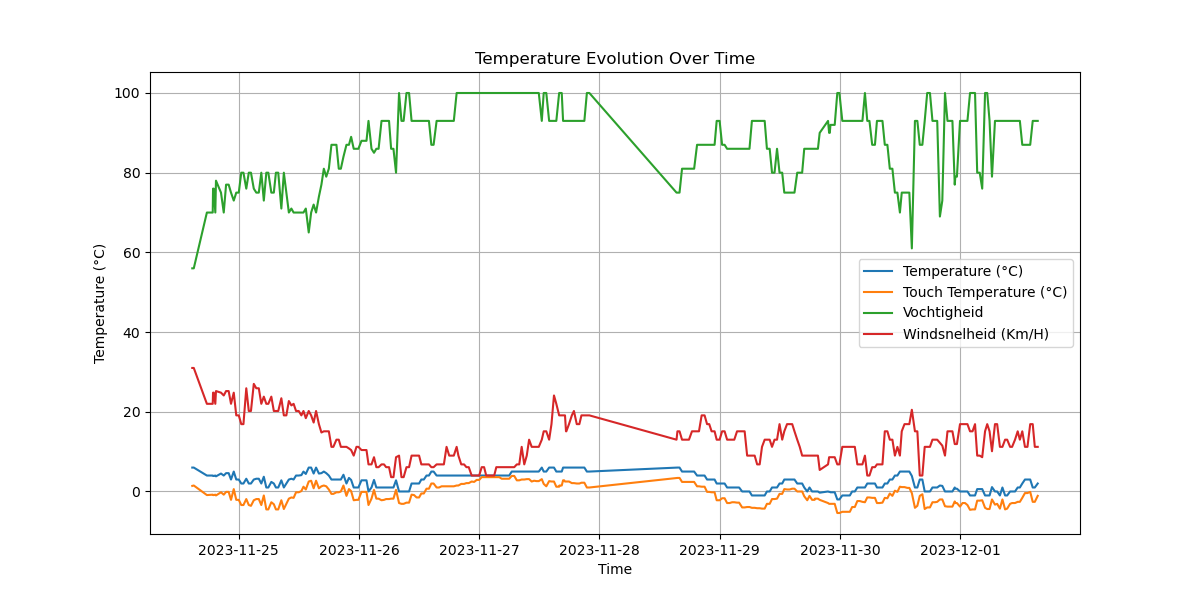 Temperature Evolution Over Time
100
80
60
40
20
0
Temperature (°C)
Temperature (°C)
Touch Temperature (°C)
Vochtigheid
Windsnelheid (Km/H)
2023-11-25 2023-11-26 2023-11-27 2023-11-28 2023-11-29 2023-11-30 2023-12-01
Time